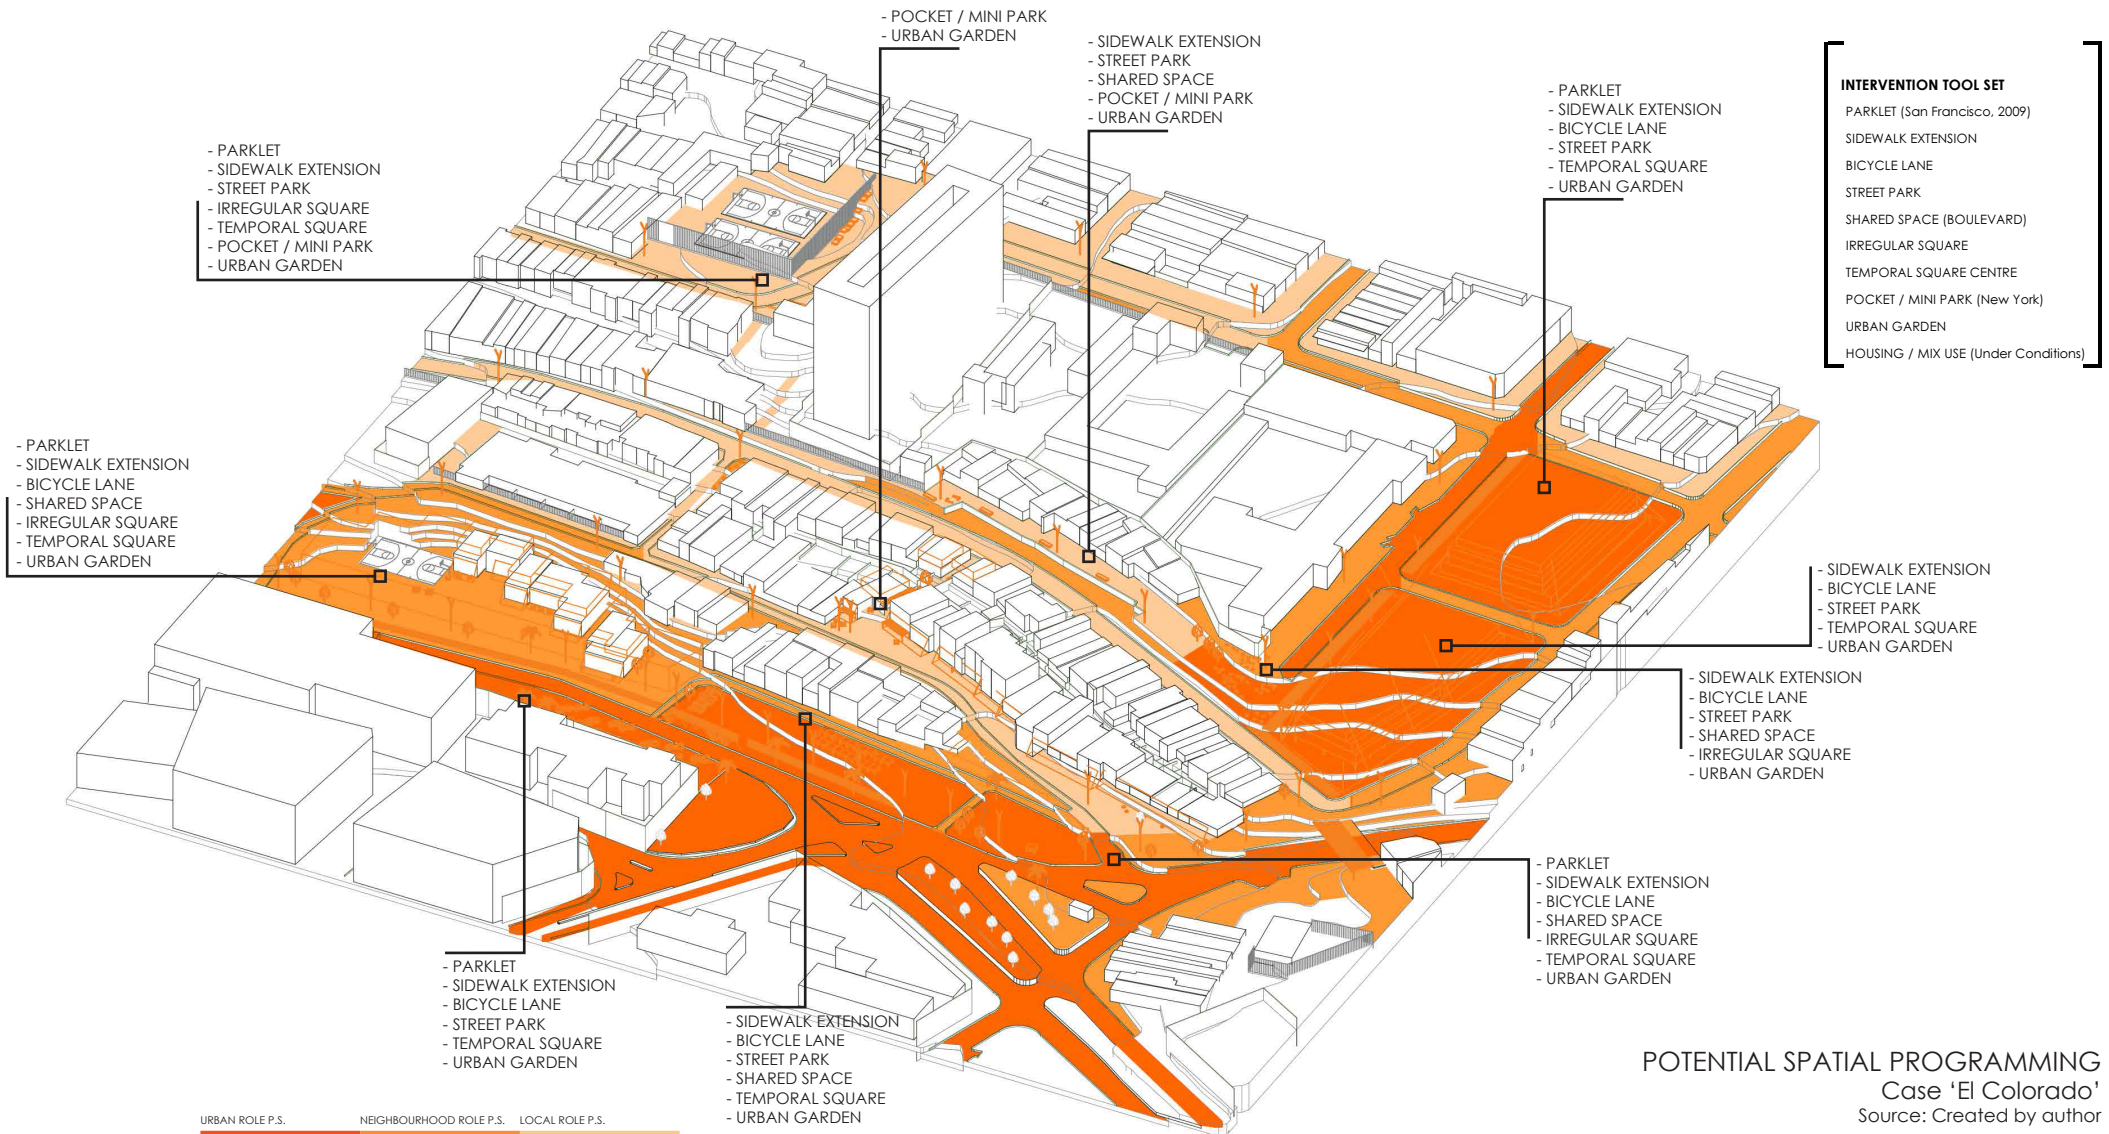 - POCKET / MINI PARK
- URBAN GARDEN
- SIDEWALK EXTENSION
- STREET PARK
- SHARED SPACE
- POCKET / MINI PARK
- URBAN GARDEN
- PARKLET
- SIDEWALK EXTENSION
- BICYCLE LANE
- STREET PARK
- TEMPORAL SQUARE
- URBAN GARDEN
INTERVENTION TOOL SET
PARKLET (San Francisco, 2009)
SIDEWALK EXTENSION
BICYCLE LANE
STREET PARK
SHARED SPACE (BOULEVARD)
IRREGULAR SQUARE
TEMPORAL SQUARE CENTRE
POCKET / MINI PARK (New York)
URBAN GARDEN
HOUSING / MIX USE (Under Conditions)
- PARKLET
- SIDEWALK EXTENSION
- STREET PARK
- IRREGULAR SQUARE
- TEMPORAL SQUARE
- POCKET / MINI PARK
- URBAN GARDEN
- PARKLET
- SIDEWALK EXTENSION
- BICYCLE LANE
- SHARED SPACE
- IRREGULAR SQUARE
- TEMPORAL SQUARE
- URBAN GARDEN
- SIDEWALK EXTENSION
- BICYCLE LANE
- STREET PARK
- TEMPORAL SQUARE
- URBAN GARDEN
- SIDEWALK EXTENSION
- BICYCLE LANE
- STREET PARK
- SHARED SPACE
- IRREGULAR SQUARE
- URBAN GARDEN
- PARKLET
- SIDEWALK EXTENSION
- BICYCLE LANE
- SHARED SPACE
- IRREGULAR SQUARE
- TEMPORAL SQUARE
- URBAN GARDEN
- PARKLET
- SIDEWALK EXTENSION
- BICYCLE LANE
- STREET PARK
- TEMPORAL SQUARE
- URBAN GARDEN
- SIDEWALK EXTENSION
- BICYCLE LANE
- STREET PARK
- SHARED SPACE
- TEMPORAL SQUARE
- URBAN GARDEN
POTENTIAL SPATIAL PROGRAMMING
Case ‘El Colorado’
Source: Created by author
URBAN ROLE P.S. NEIGHBOURHOOD ROLE P.S. LOCAL ROLE P.S.